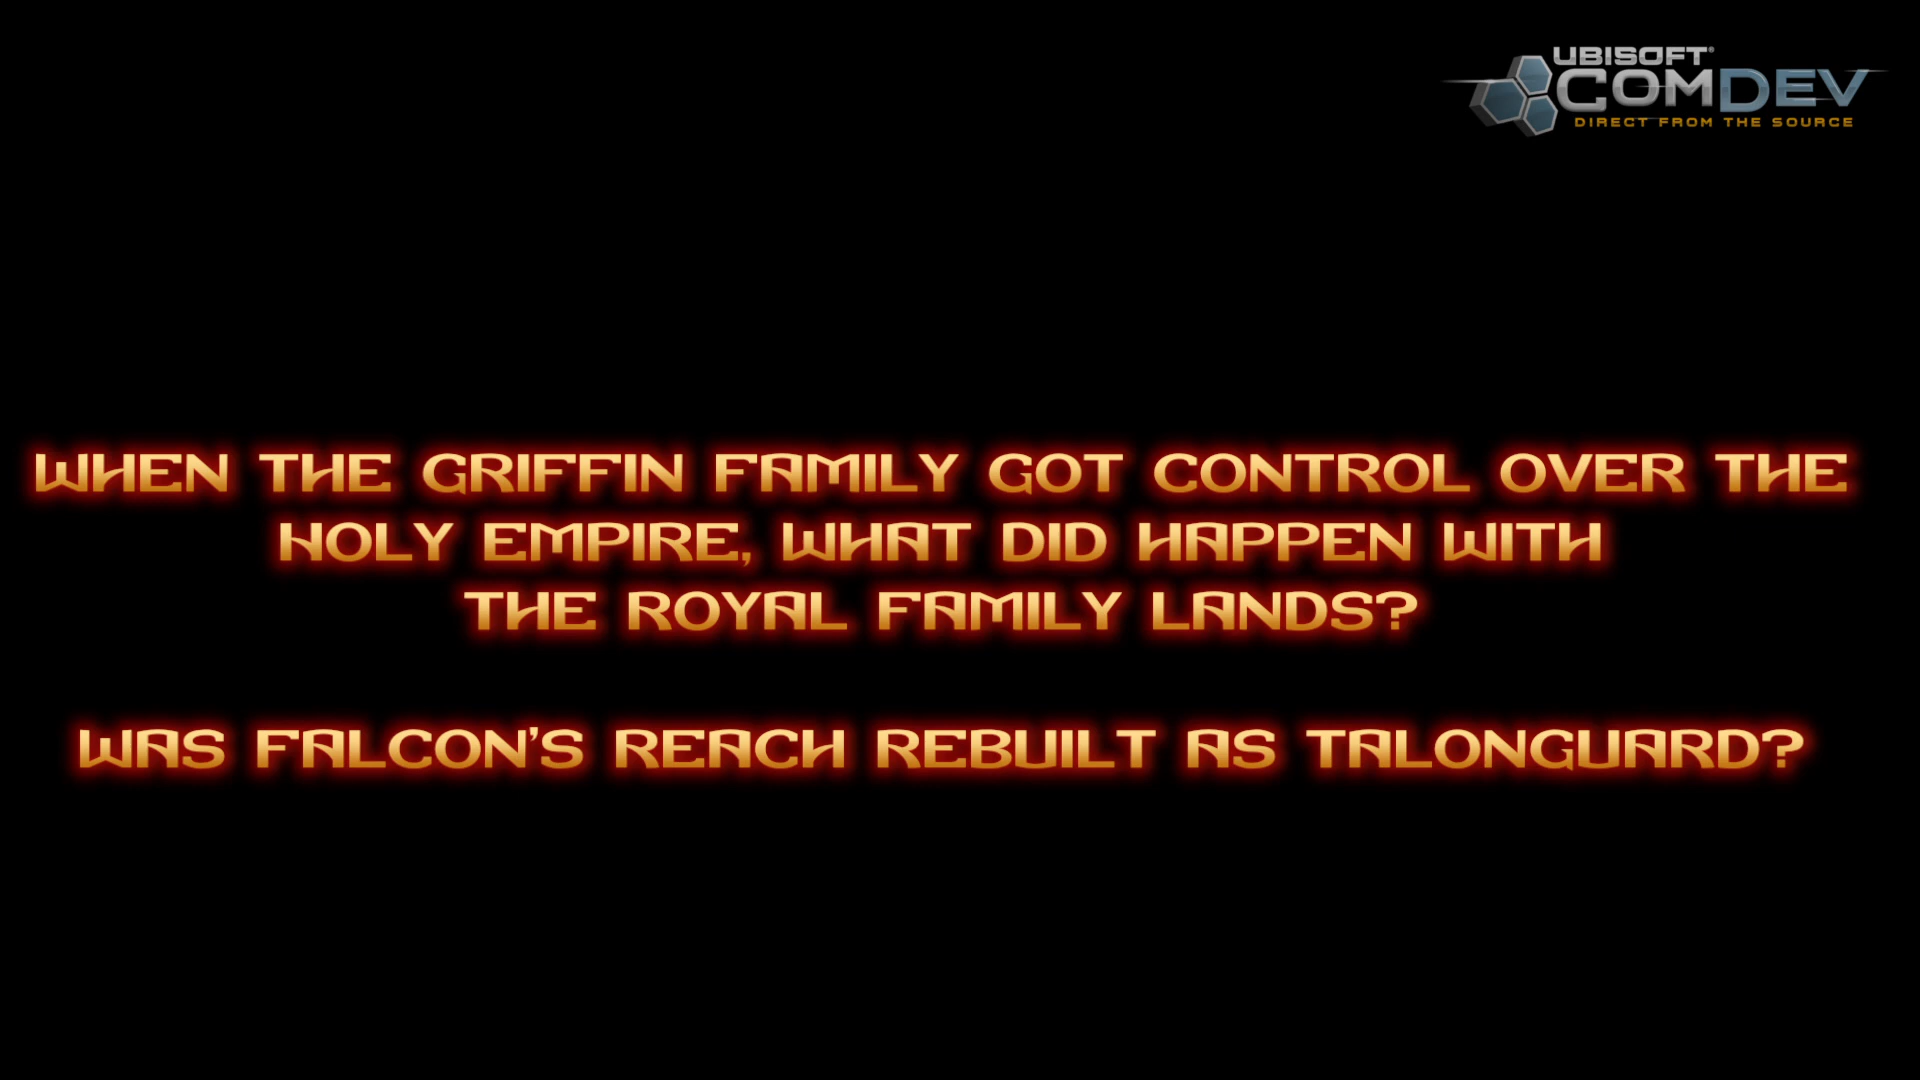 UBISOFT®
COMDEV
DIRECT FROM THE SOURCE
WHEN THE GRIFFIN FAMILY GOT CONTROL OVER THE
HOLY EMPIRE, WHAT DID HAPPEN WITH
THE ROYAL FAMILY LANDS?
WAS FALCON'S REACH REBUILT AS TALONGUARD?